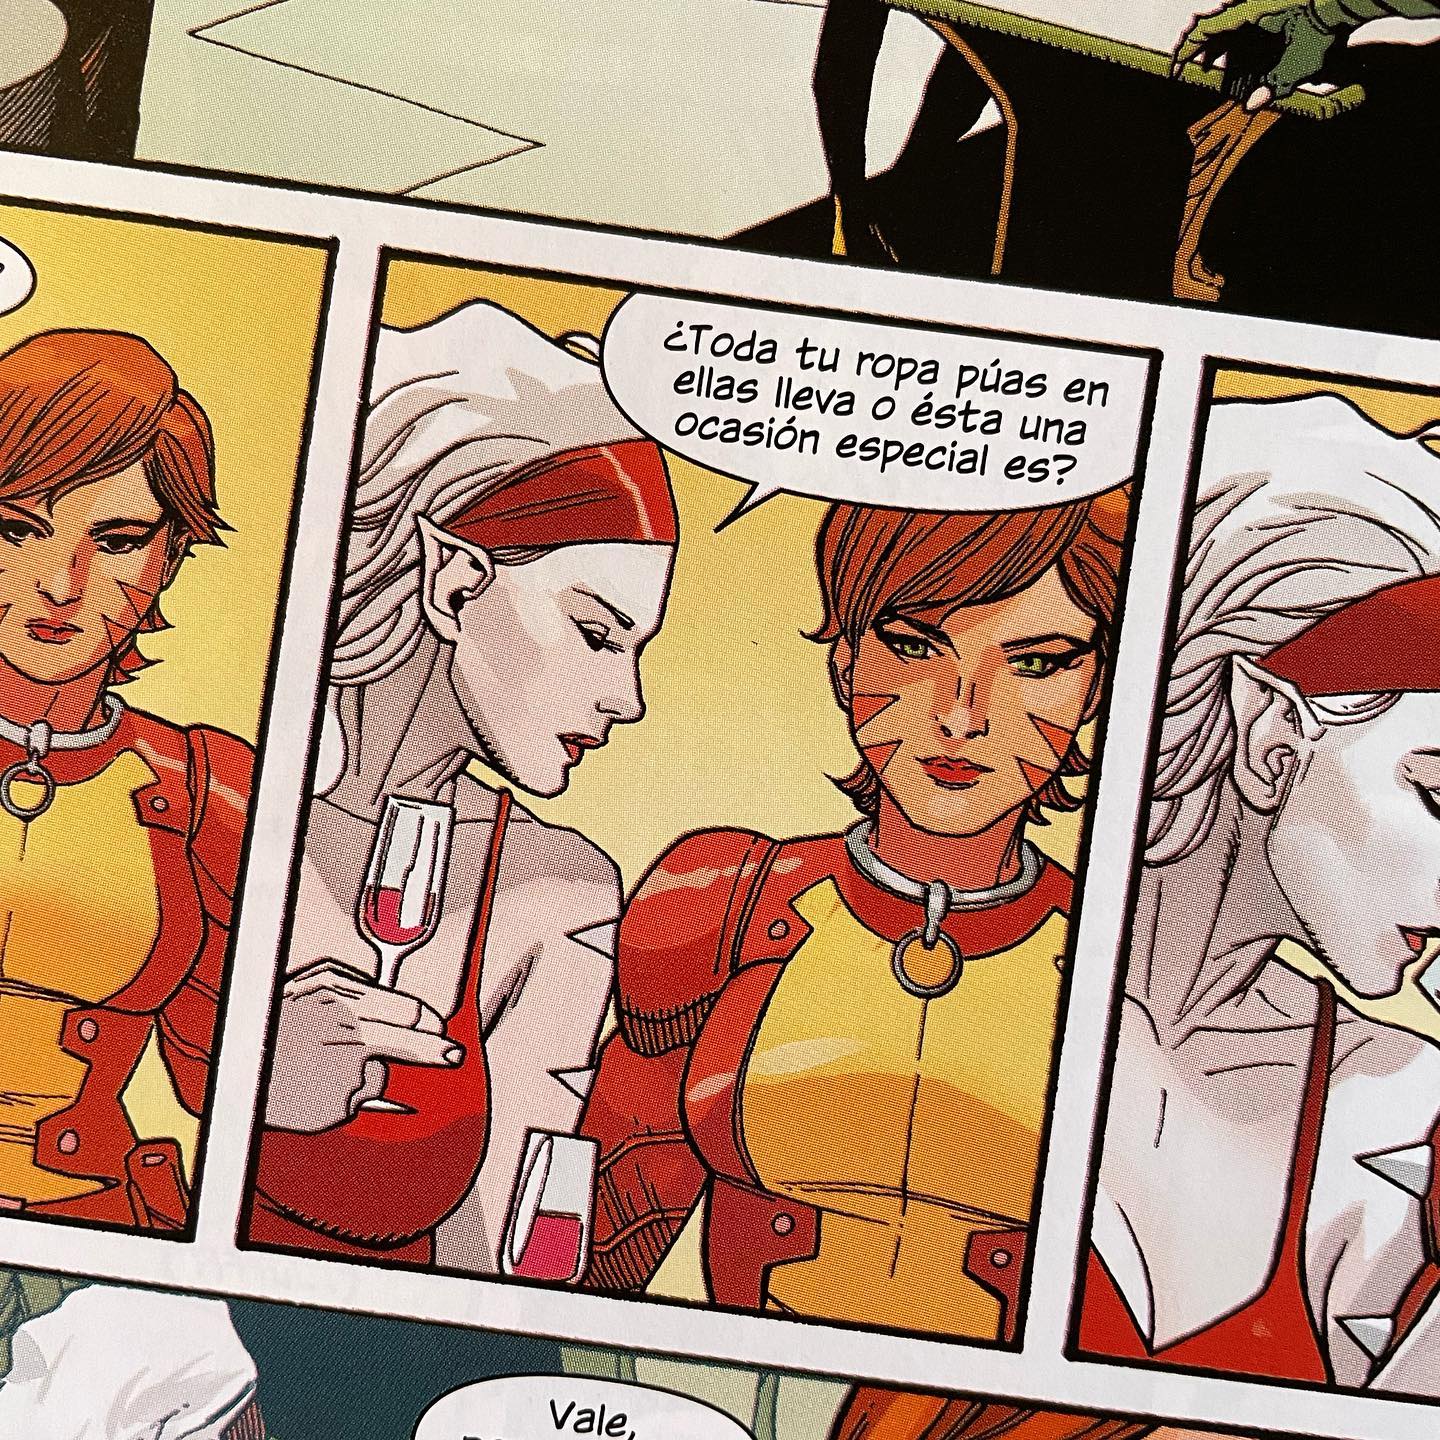 ¿Toda tu ropa púas en
ellas lleva o ésta una
ocasión especial es?
Vale,